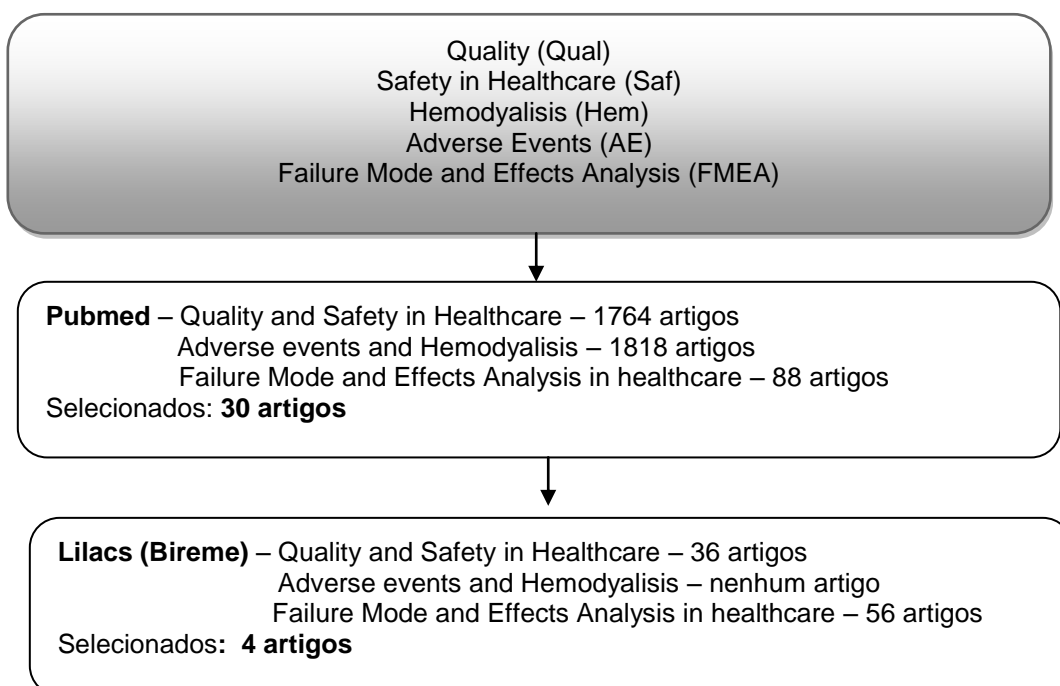 Quality (Qual)
Safety in Healthcare (Saf)
Hemodyalisis (Hem)
Adverse Events (AE)
Failure Mode and Effects Analysis (FMEA)
Pubmed – Quality and Safety in Healthcare – 1764 artigos
Adverse events and Hemodyalisis – 1818 artigos
Failure Mode and Effects Analysis in healthcare – 88 artigos
Selecionados: 30 artigos
Lilacs (Bireme) – Quality and Safety in Healthcare – 36 artigos
Adverse events and Hemodyalisis – nenhum artigo
Failure Mode and Effects Analysis in healthcare – 56 artigos
Selecionados: 4 artigos